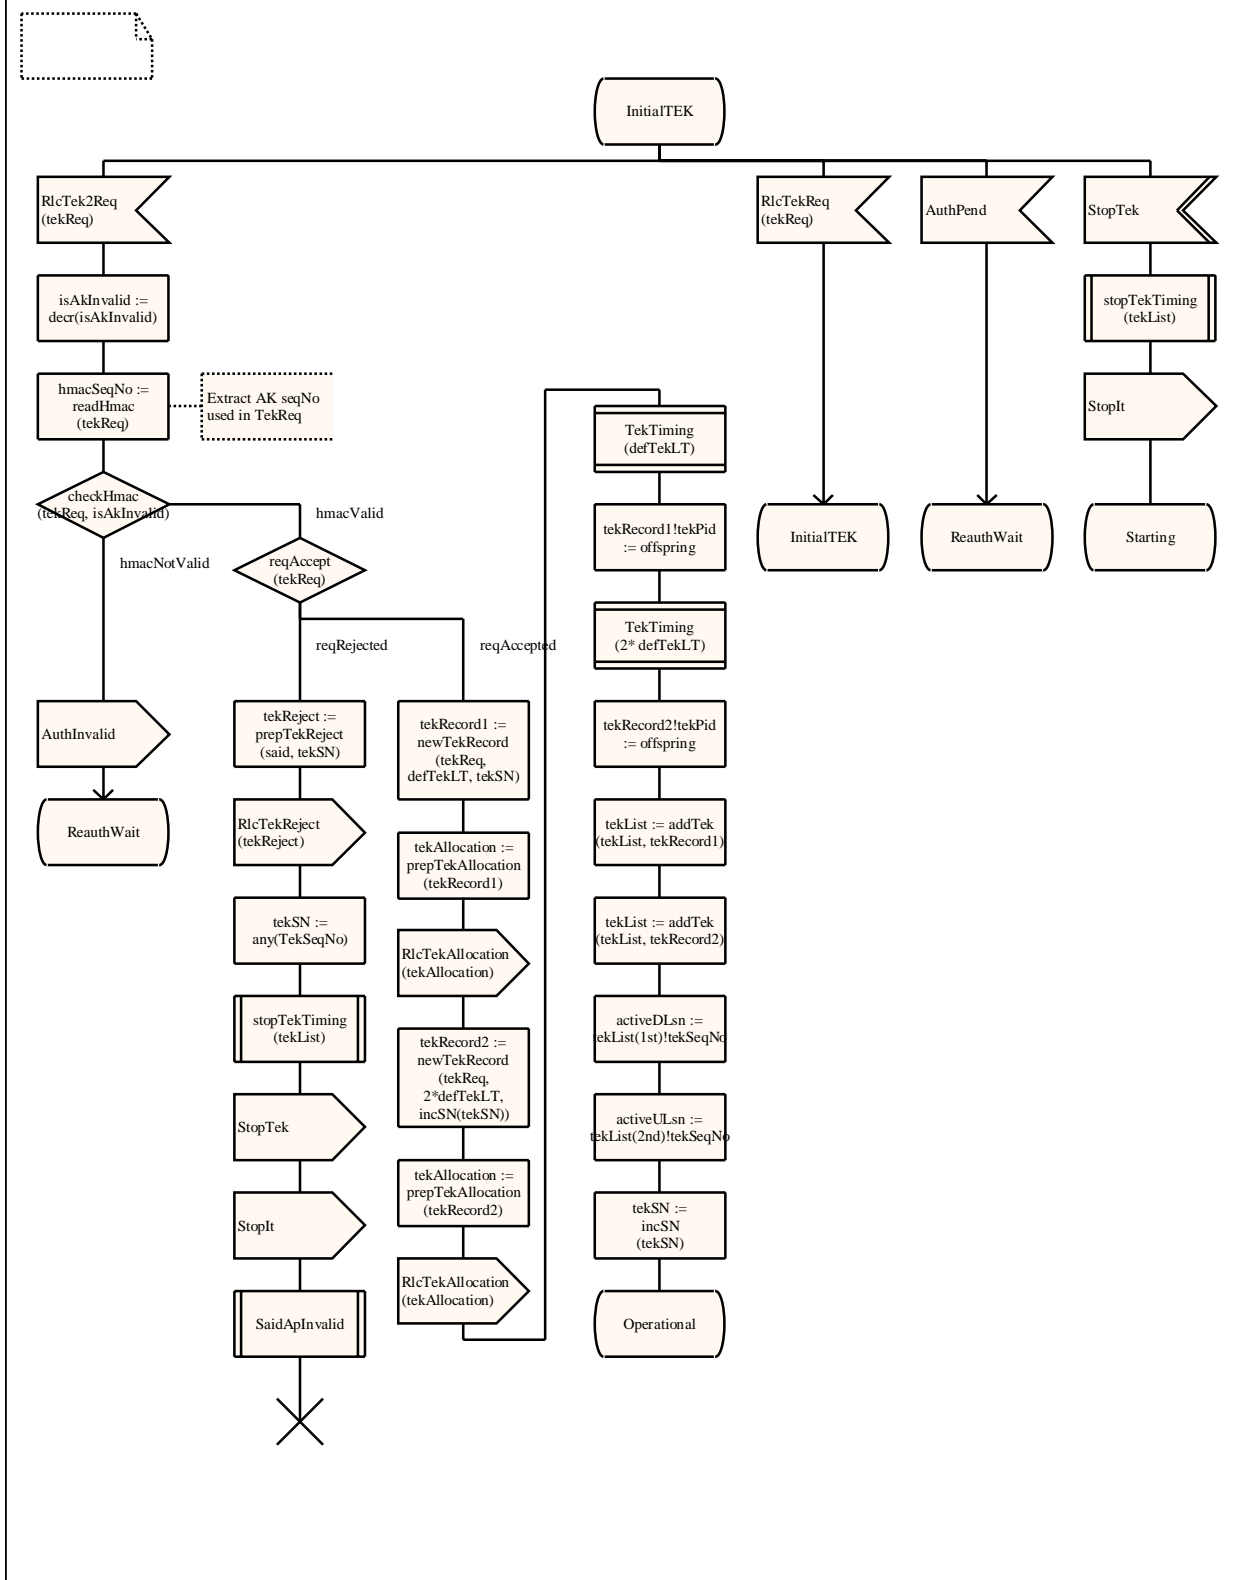 InitialTEK
RlcTek2Req
(tekReq)
RlcTekReq
(tekReq)
AuthPend
StopTek
isAkInvalid :=
decr(isAkInvalid)
stopTekTiming
(tekList)
hmacSeqNo :=
readHmac
(tekReq)
Extract AK seqNo
used in TekReq
StopIt
checkHmac
(tekReq, isAkInvalid)
hmacValid
hmacNotValid
reqAccept
(tekReq)
reqRejected
reqAccepted
InitialTEK
ReauthWait
Starting
AuthInvalid
ReauthWait
tekReject :=
prepTekReject
(said, tekSN)
RlcTekReject
(tekReject)
tekSN :=
any(TekSeqNo)
stopTekTiming
(tekList)
StopTek
StopIt
SaidApInvalid
tekRecord1 :=
newTekRecord
(tekReq,
defTekLT, tekSN)
tekAllocation :=
prepTekAllocation
(tekRecord1)
RlcTekAllocation
(tekAllocation)
tekRecord2 :=
newTekRecord
(tekReq,
2*defTekLT,
incSN(tekSN))
tekAllocation :=
prepTekAllocation
(tekRecord2)
RlcTekAllocation
(tekAllocation)
TekTiming
(defTekLT)
tekRecord1!tekPid
:= offspring
TekTiming
(2* defTekLT)
tekRecord2!tekPid
:= offspring
tekList := addTek
(tekList, tekRecord1)
tekList := addTek
(tekList, tekRecord2)
activeDLsn :=
tekList(1st)!tekSeqNo
activeULsn :=
tekList(2nd)!tekSeqNo
tekSN :=
incSN
(tekSN)
Operational